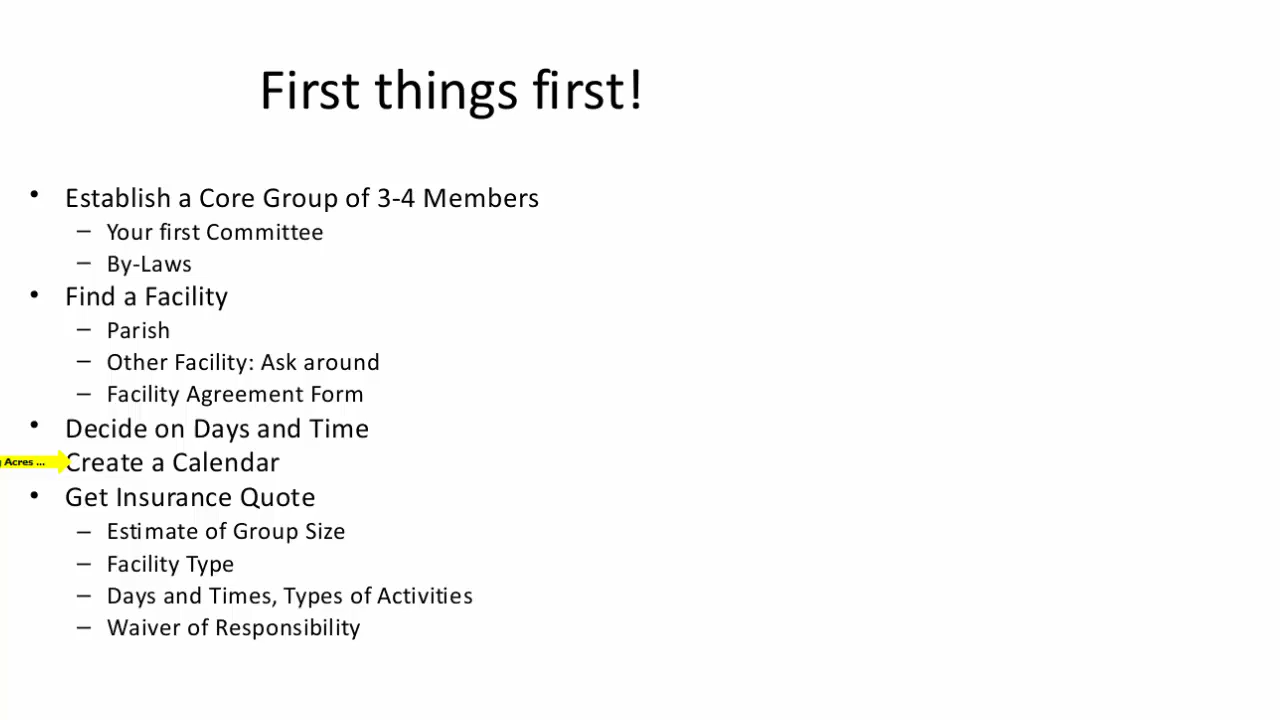 First things first!
• Establish a Core Group of 3-4 Members
– Your first Committee
– By-Laws
• Find a Facility
– Parish
– Other Facility: Ask around
– Facility Agreement Form
• Decide on Days and Time
Acres ...
Create a Calendar
• Get Insurance Quote
– Estimate of Group Size
– Facility Type
– Days and Times, Types of Activities
– Waiver of Responsibility